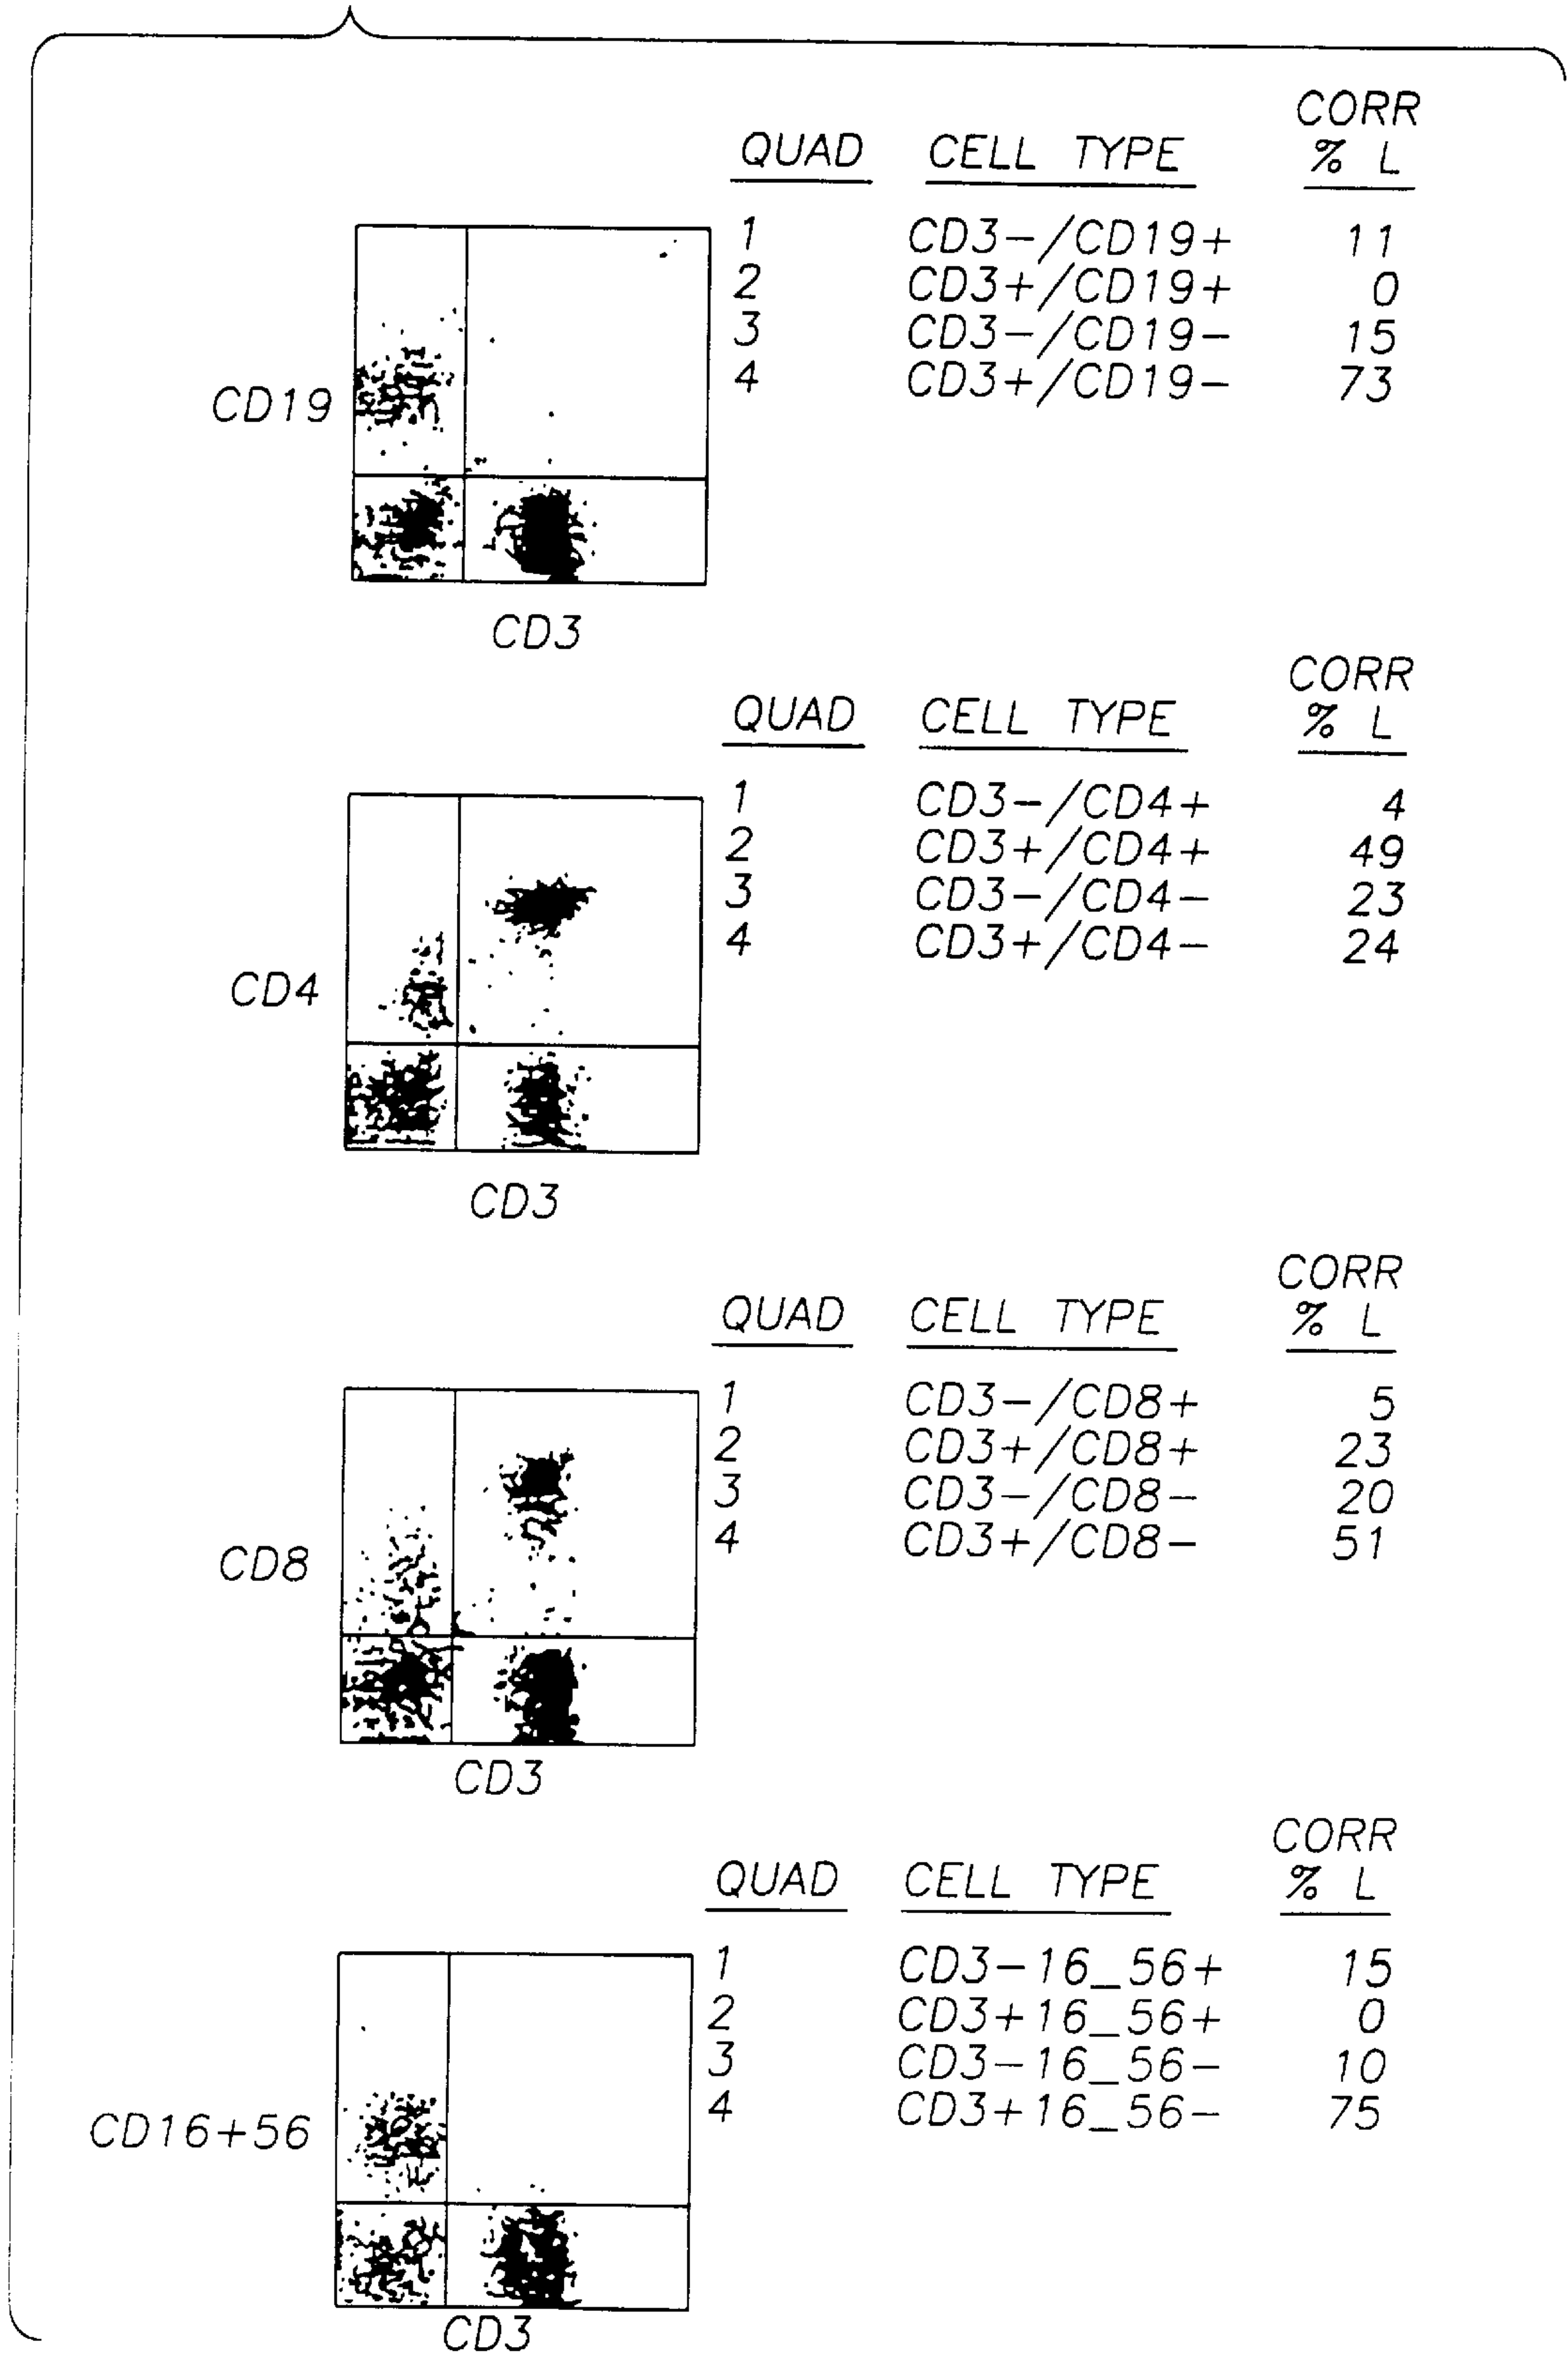 CORR
QUAD CELL TYPE % L
1 CD3-/CD19+ 11
2 CD3+/CD19+ 0
3 CD3-/CD19- 15
4 CD3+/CD19- 73
CD19
CD3
CORR
QUAD CELL TYPE % L
1 CD3-/CD4+ 4
2 CD3+/CD4+ 49
3 CD3-/CD4- 23
4 CD3+/CD4- 24
CD4
CD3
CORR
QUAD CELL TYPE % L
1 CD3-/CD8+ 5
2 CD3+/CD8+ 23
3 CD3-/CD8- 20
4 CD3+/CD8- 51
CD8
CD3
CORR
QUAD CELL TYPE % L
1 CD3-16_56+ 15
2 CD3+16_56+ 0
3 CD3-16_56- 10
4 CD3+16_56- 75
CD16+56
CD3